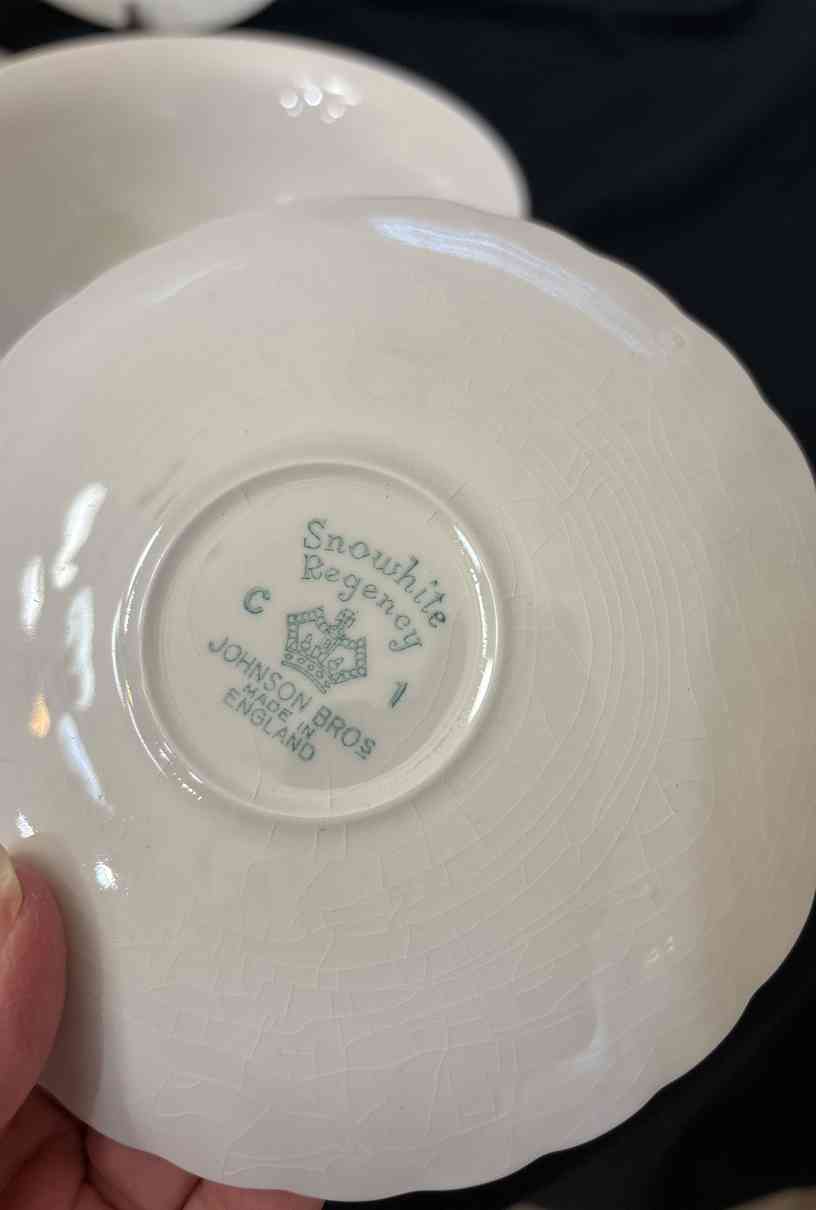 Snowhite
Regency
C
1
JOHNSON BROS
MADE IN
ENGLAND